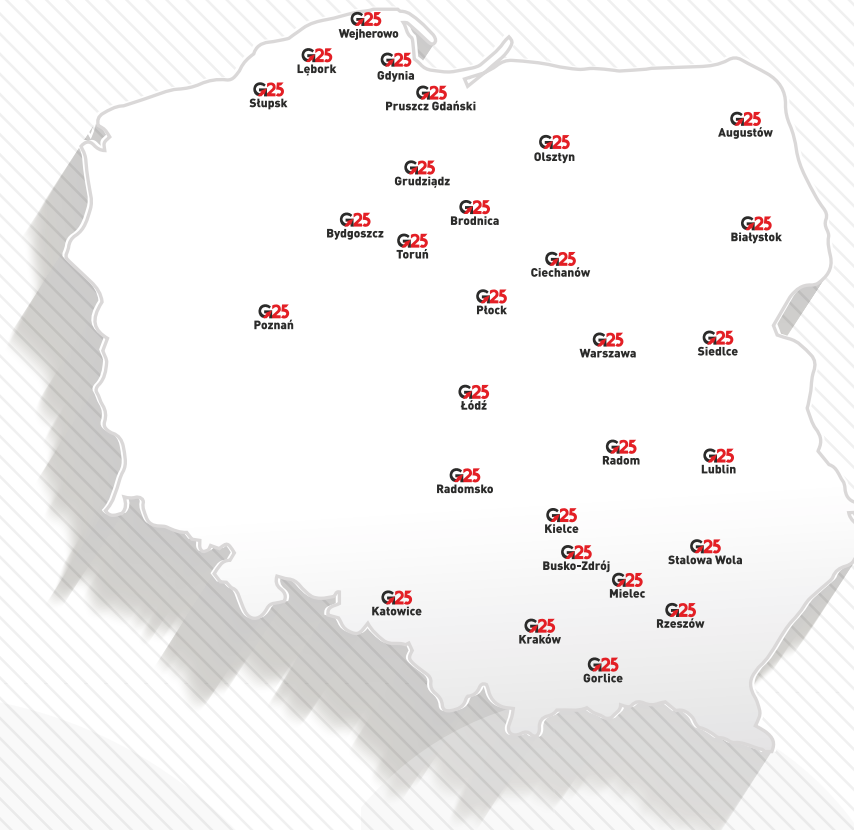 G25
Wejherowo
G25
Lębork
G25
Gdynia
G25
Słupsk
G25
Pruszcz Gdański
G25
Augustów
G25
Olsztyn
G25
Grudziądz
G25
Brodnica
G25
Bydgoszcz
G25
Białystok
G25
Toruń
G25
Ciechanów
G25
Płock
G25
Poznań
G25
Warszawa
G25
Siedlce
G25
Łódź
G25
Radom
G25
Lublin
G25
Radomsko
G25
Kielce
G25
Busko-Zdrój
G25
Stalowa Wola
G25
Mielec
G25
Katowice
G25
Rzeszów
G25
Kraków
G25
Gorlice